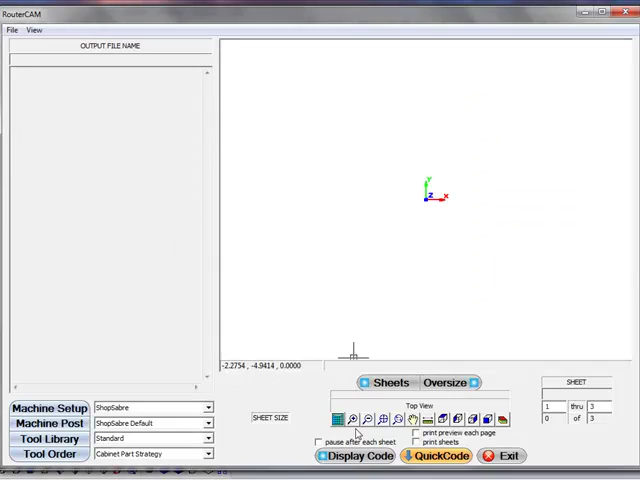 RouterCAM
File View
OUTPUT FILE NAME
Y
Z X
-2.2754 , -4.9414 , 0.0000
Sheets Oversize
SHEET
Top View
Machine Setup ShopSabre
1 thru 3
Machine Post ShopSabre Default
SHEET SIZE
0 of 3
print preview each page
Tool Library Standard
pause after each sheet print sheets
Tool Order Cabinet Part Strategy
Display Code QuickCode Exit